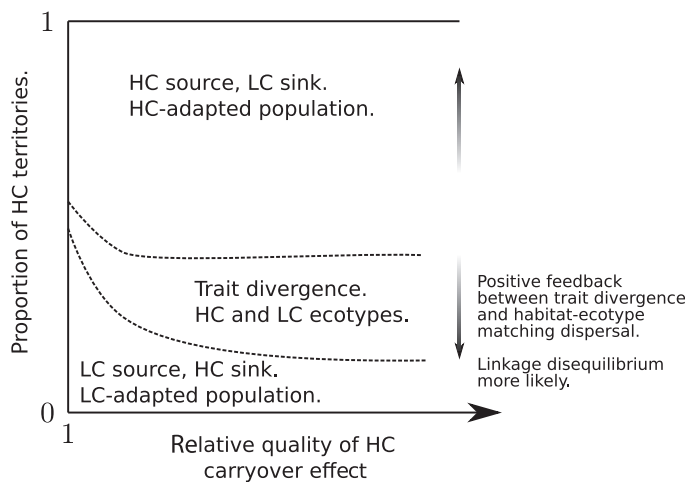 1
Proportion of HC territories.
HC source, LC sink.
HC-adapted population.
Trait divergence.
HC and LC ecotypes.
LC source, HC sink.
LC-adapted population.
Positive feedback
between trait divergence
and habitat-ecotype
matching dispersal.
Linkage disequilibrium
more likely.
0
1
Relative quality of HC
carryover effect